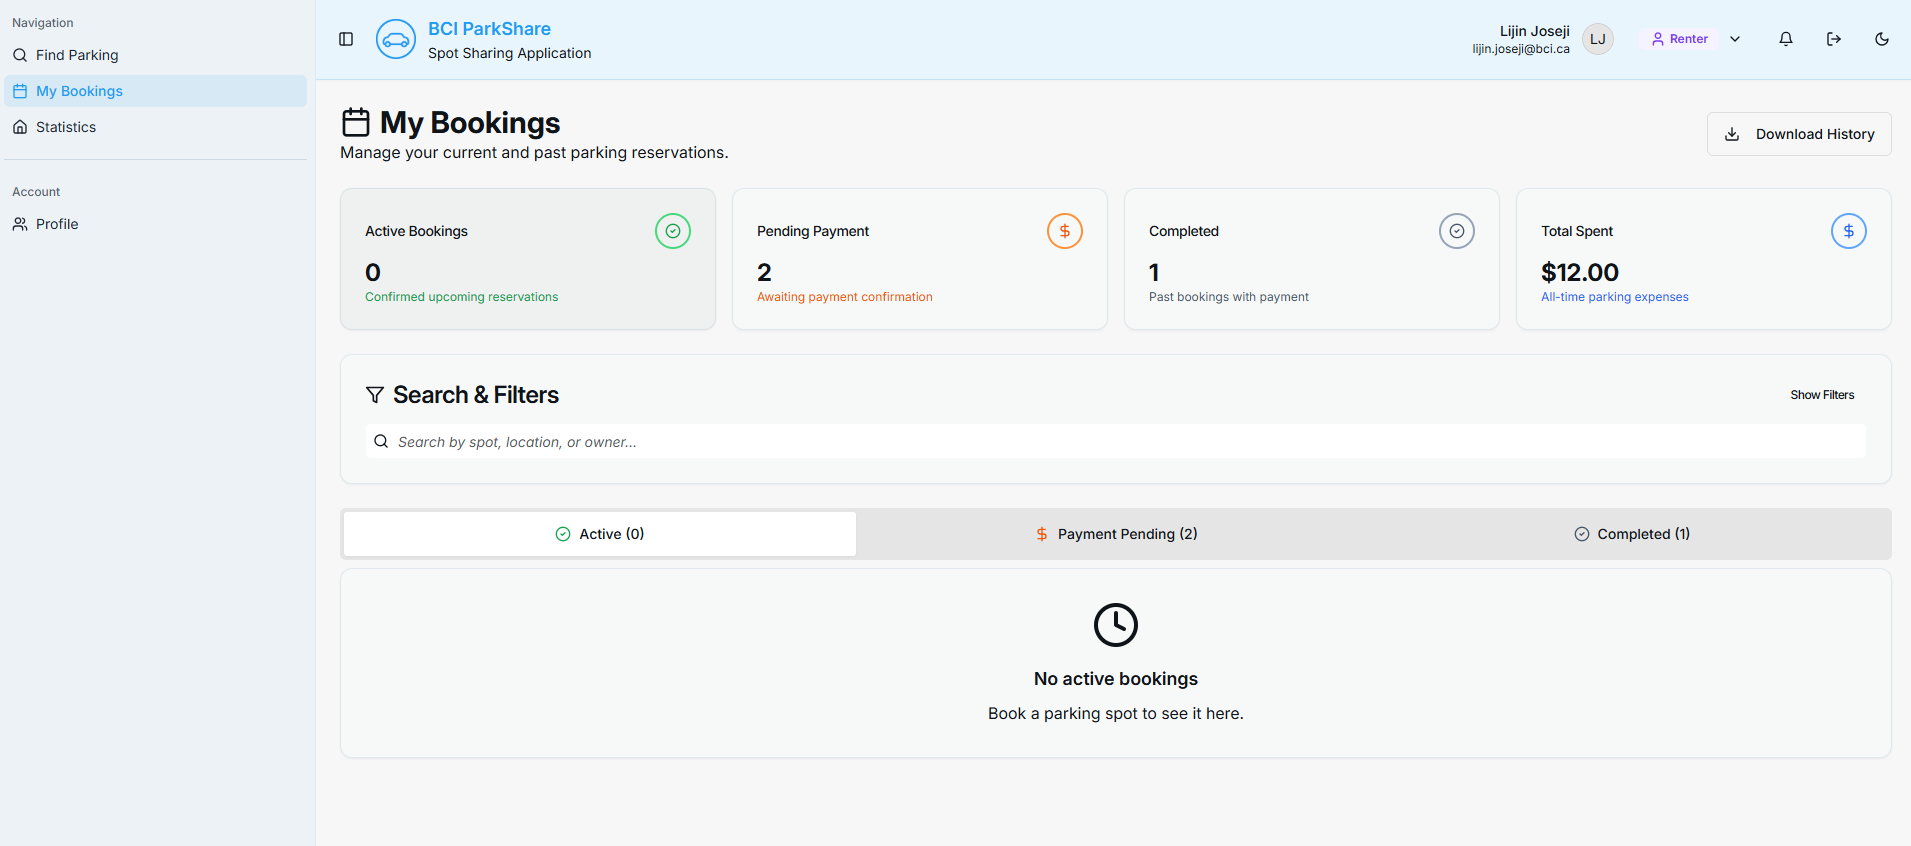 Navigation
Find Parking
My Bookings
Statistics
Account
Profile
BCI ParkShare
Spot Sharing Application
Lijin Joseji
lijin.joseji@bci.ca
LJ
Renter
My Bookings
Manage your current and past parking reservations.
Download History
Active Bookings
0
Confirmed upcoming reservations
Pending Payment
2
Awaiting payment confirmation
Completed
1
Past bookings with payment
Total Spent
$12.00
All-time parking expenses
Search & Filters
Show Filters
Search by spot, location, or owner...
Active (0)
Payment Pending (2)
Completed (1)
No active bookings
Book a parking spot to see it here.